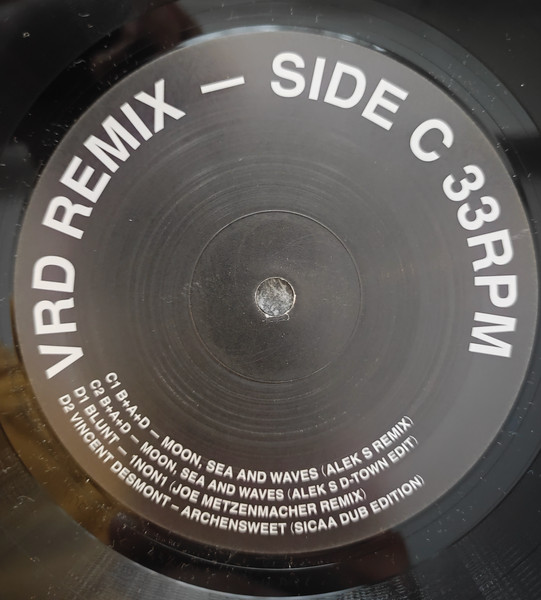 VRD REMIX – SIDE C 33RPM
C1 B+A+D – MOON, SEA AND WAVES (ALEK S REMIX)
C2 B+A+D – MOON, SEA AND WAVES (ALEK S D-TOWN EDIT)
D1 BLUNT – 1NON1 (JOE METZENMACHER REMIX)
D2 VINCENT DESMONT – ARCHENSWEET (SICAA DUB EDITION)